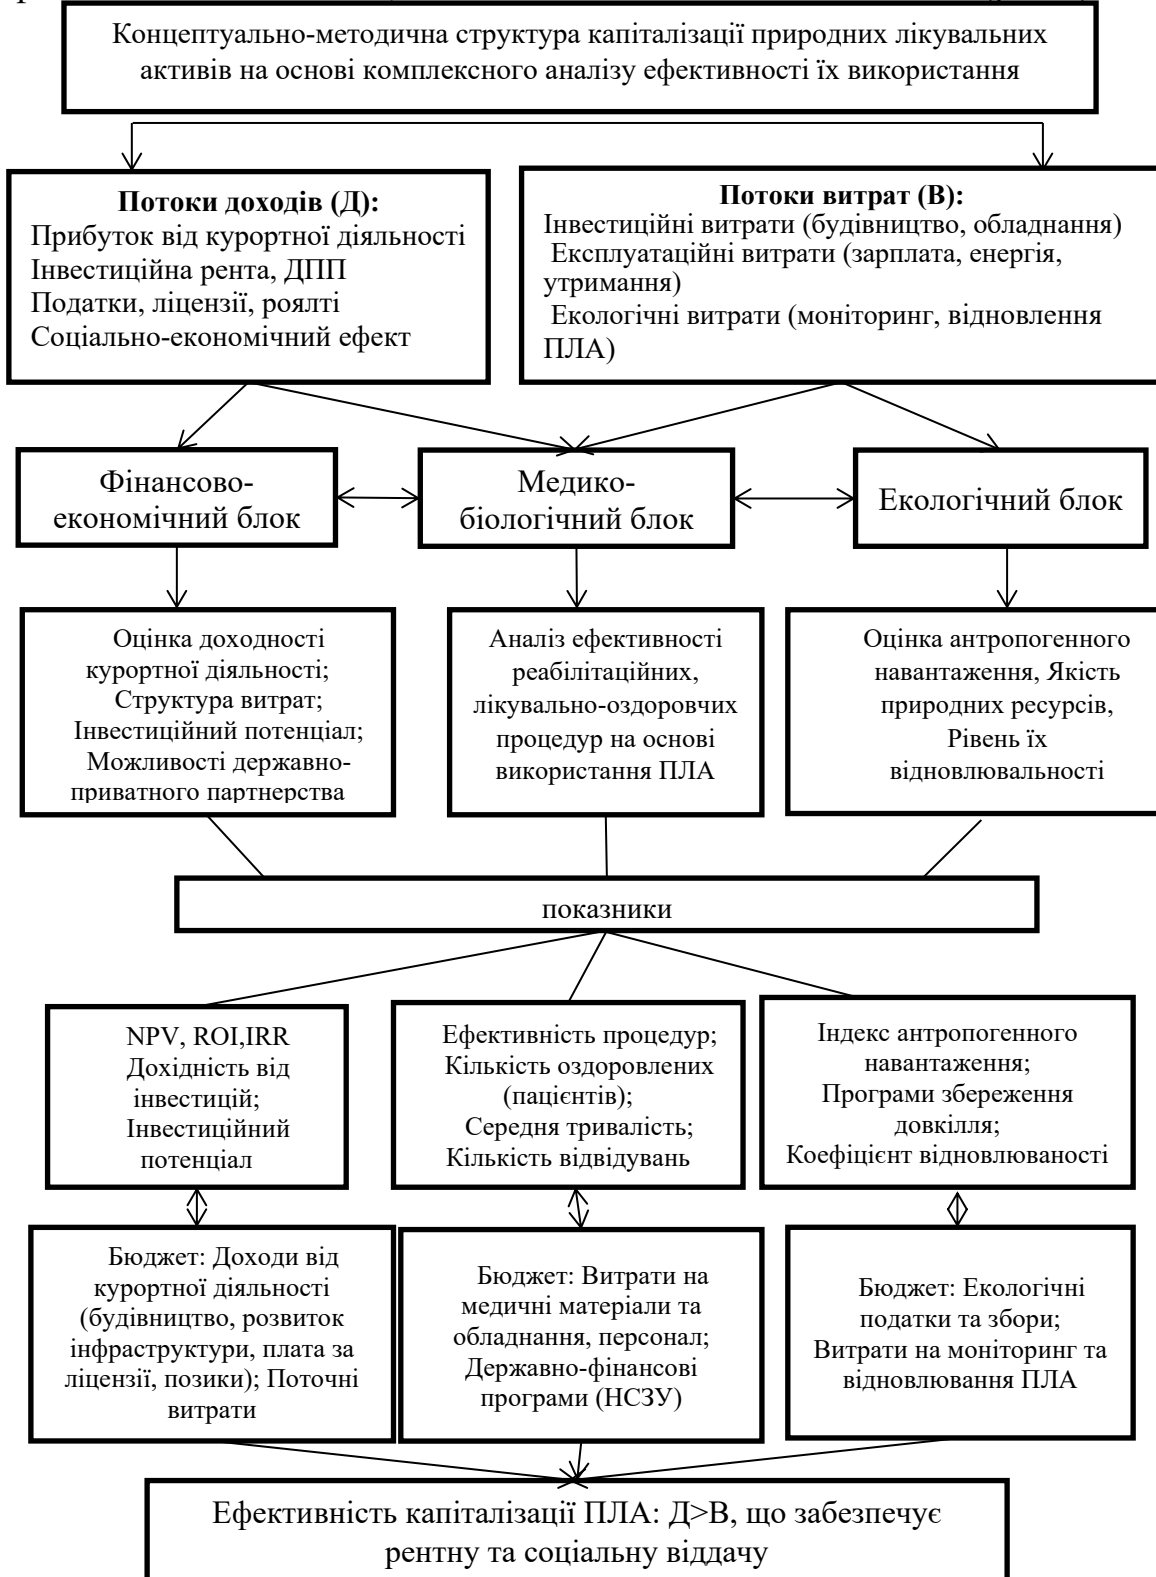 Концептуально-методична структура капіталізації природних лікувальних
активів на основі комплексного аналізу ефективності їх використання
Потоки доходів (Д):
Прибуток від курортної діяльності
Інвестиційна рента, ДПП
Податки, ліцензії, роялті
Соціально-економічний ефект
Потоки витрат (В):
Інвестиційні витрати (будівництво, обладнання)
Експлуатаційні витрати (зарплата, енергія,
утримання)
Екологічні витрати (моніторинг, відновлення
ПЛА)
Фінансово-
економічний блок
Медико-
біологічний блок
Екологічний блок
Оцінка доходності
курортної діяльності;
Структура витрат;
Інвестиційний потенціал;
Можливості державно-
приватного партнерства
Аналіз ефективності
реабілітаційних,
лікувально-оздоровчих
процедур на основі
використання ПЛА
Оцінка антропогенного
навантаження, Якість
природних ресурсів,
Рівень їх
відновлювальності
показники
NPV, ROI,IRR
Дохідність від
інвестицій;
Інвестиційний
потенціал
Ефективність процедур;
Кількість оздоровлених
(пацієнтів);
Середня тривалість;
Кількість відвідувань
Індекс антропогенного
навантаження;
Програми збереження
довкілля;
Коефіцієнт відновлюваності
Бюджет: Доходи від
курортної діяльності
(будівництво, розвиток
інфраструктури, плата за
ліцензії, позики); Поточні
витрати
Бюджет: Витрати на
медичні матеріали та
обладнання, персонал;
Державно-фінансові
програми (НСЗУ)
Бюджет: Екологічні
податки та збори;
Витрати на моніторинг та
відновлювання ПЛА
Ефективність капіталізації ПЛА: Д>В, що забезпечує
рентну та соціальну віддачу